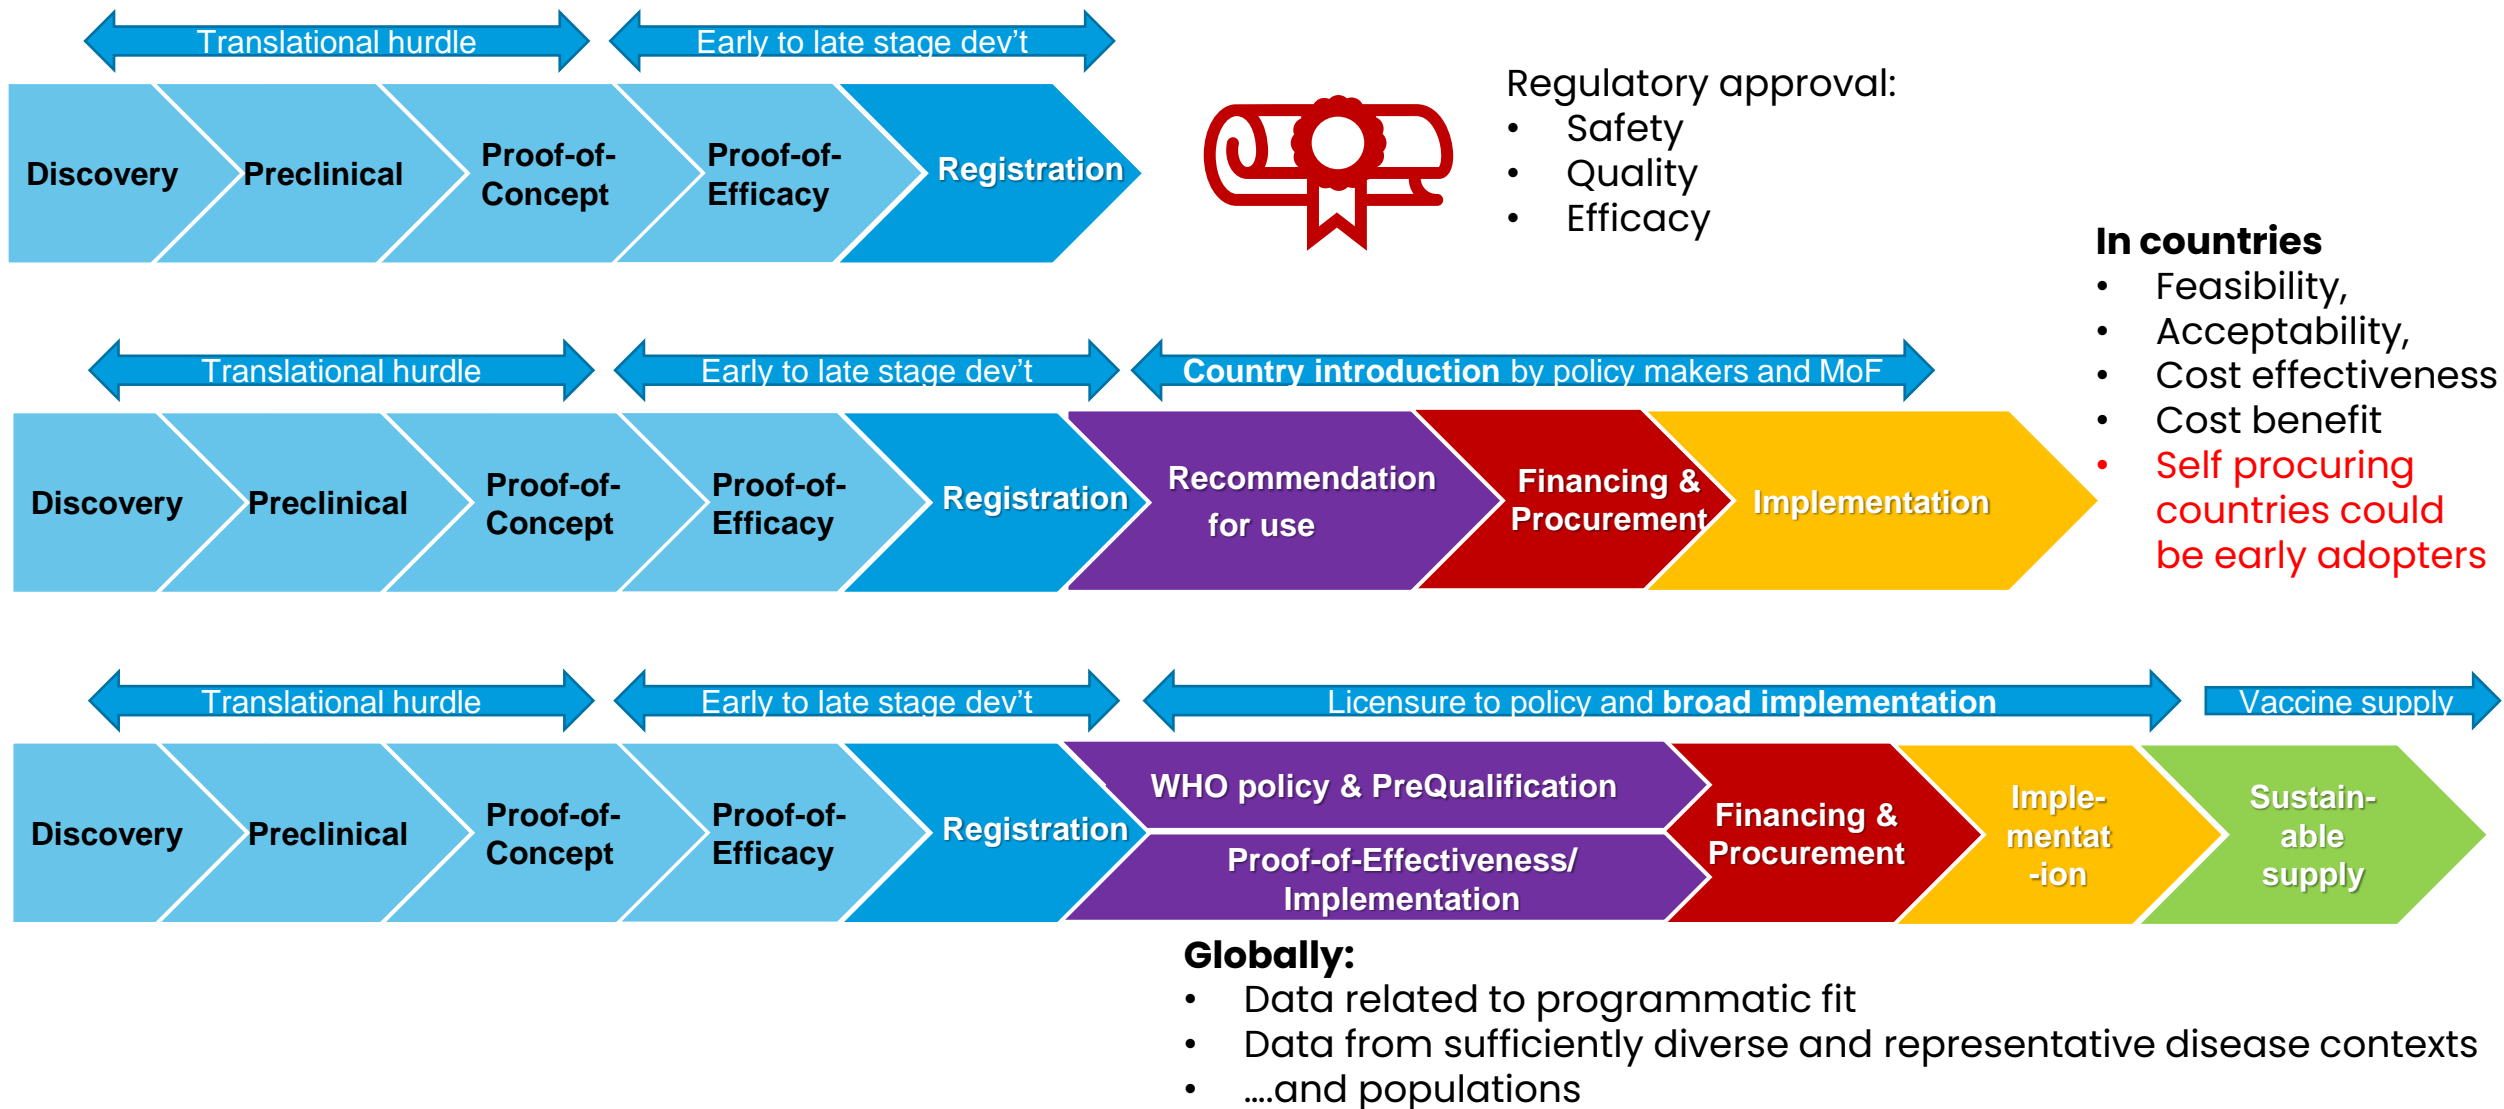 Translational hurdle
Early to late stage dev't
Discovery
Preclinical
Proof-of-
Concept
Proof-of-
Efficacy
Registration
Regulatory approval:
• Safety
• Quality
• Efficacy
In countries
• Feasibility,
• Acceptability,
• Cost effectiveness
• Cost benefit
• Self procuring
countries could
be early adopters
Translational hurdle
Early to late stage dev't
Country introduction by policy makers and MoF
Discovery
Preclinical
Proof-of-
Concept
Proof-of-
Efficacy
Registration
Recommendation
for use
Financing &
Procurement
Implementation
Translational hurdle
Early to late stage dev't
Licensure to policy and broad implementation
Vaccine supply
Discovery
Preclinical
Proof-of-
Concept
Proof-of-
Efficacy
Registration
WHO policy & PreQualification
Proof-of-Effectiveness/
Implementation
Financing &
Procurement
Imple-
mentat
-ion
Sustain-
able
supply
Globally:
• Data related to programmatic fit
• Data from sufficiently diverse and representative disease contexts
• ....and populations